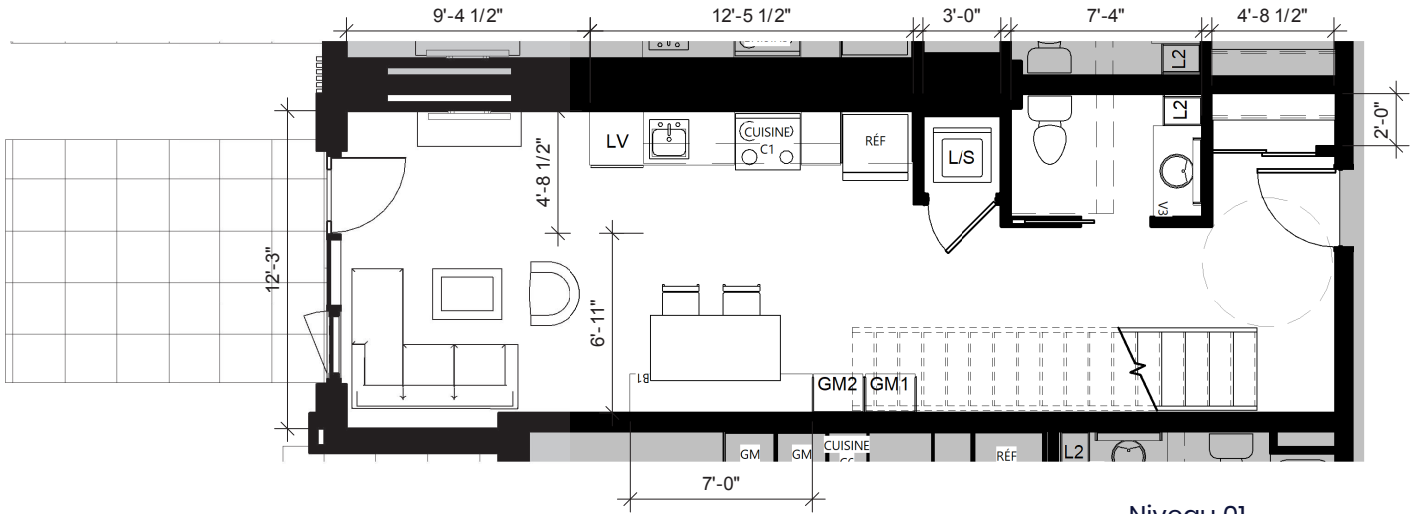 9'-4 1/2" 12'-5 1/2" 3'-0" 7'-4" 4'-8 1/2"
L2
LV
CUISINE
C1
RÉF
L/S
L2
2'-0"
4'-8 1/2"
V3
12'-3"
6'-11"
B1
GM2 GM1
GM GM CUISINE RÉF L2
7'-0"
Niveau 01